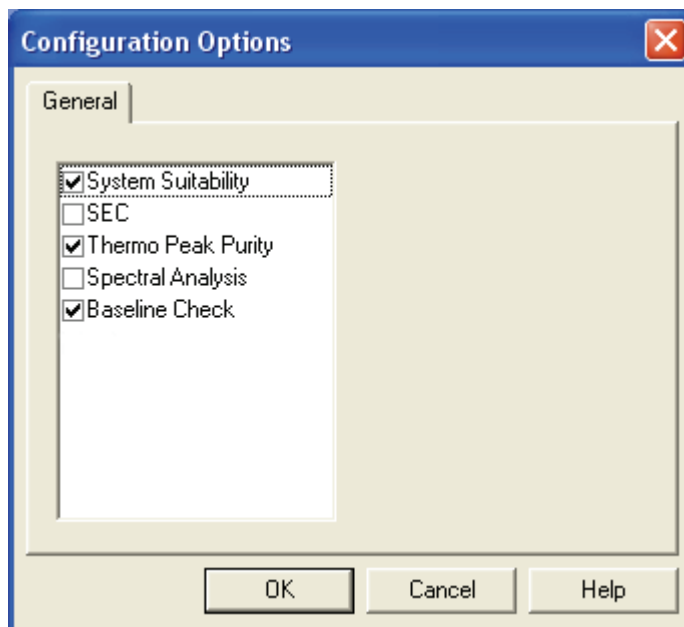 Configuration Options
General
System Suitability
SEC
Thermo Peak Purity
Spectral Analysis
Baseline Check
OK Cancel Help